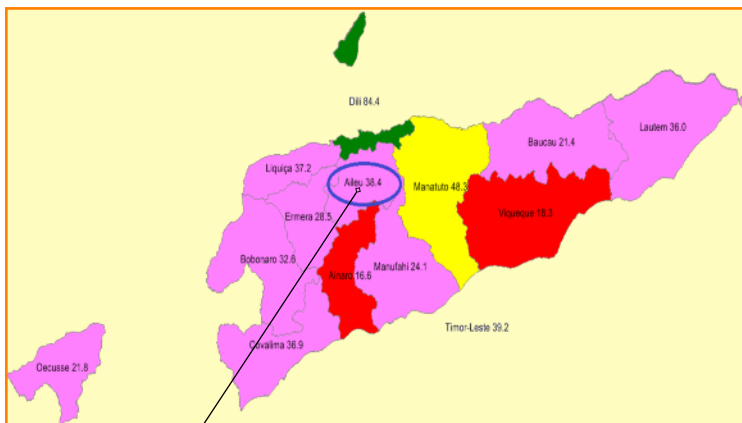 Dili 84.4
Lautem 36.0
Baucau 21.4
Liquiça 37.2
Aileu 38.4
Manatuto 48.3
Viqueque 18.3
Ermera 28.5
Bobonaro 32.6
Manufahi 24.1
Ainaro 16.6
Timor-Leste 39.2
Covalima 36.9
Oecusse 21.8